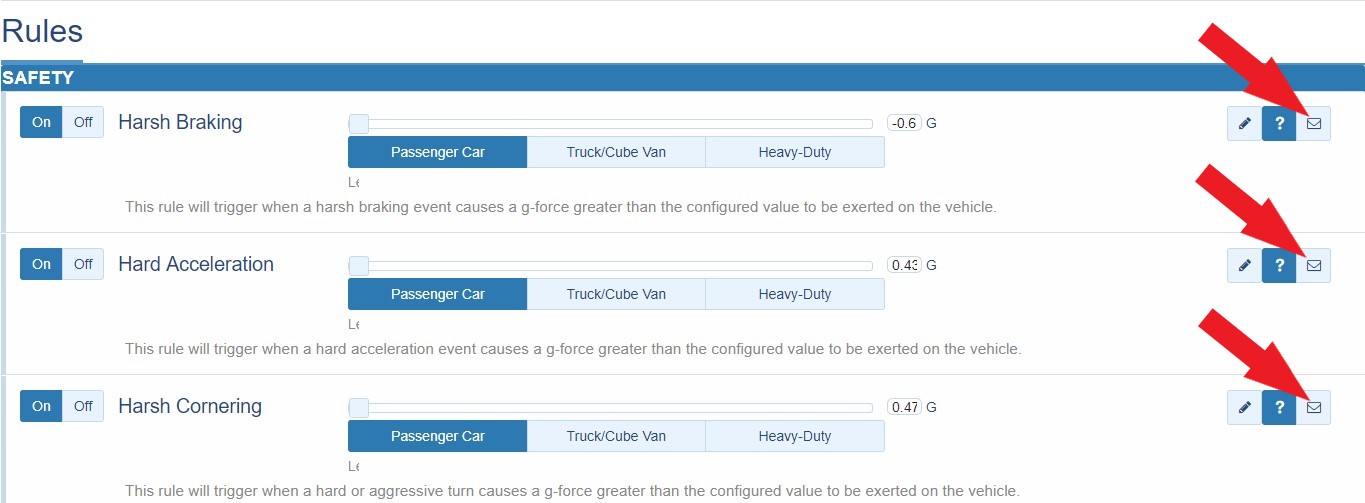 Rules
SAFETY
On Off Harsh Braking -0.6 G ?
Passenger Car Truck/Cube Van Heavy-Duty
This rule will trigger when a harsh braking event causes a g-force greater than the configured value to be exerted on the vehicle.
On Off Hard Acceleration 0.43 G ?
Passenger Car Truck/Cube Van Heavy-Duty
This rule will trigger when a hard acceleration event causes a g-force greater than the configured value to be exerted on the vehicle.
On Off Harsh Cornering 0.47 G ?
Passenger Car Truck/Cube Van Heavy-Duty
This rule will trigger when a hard or aggressive turn causes a g-force greater than the configured value to be exerted on the vehicle.